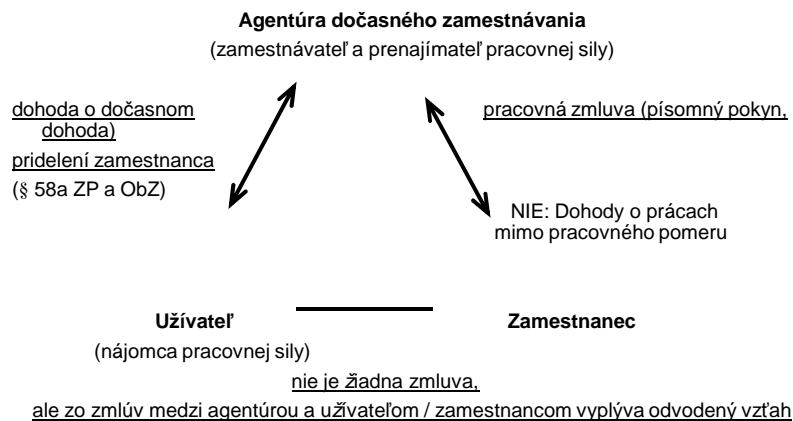 Agentúra dočasného zamestnávania
(zamestnávateľ a prenajímateľ pracovnej sily)
dohoda o dočasnom
dohoda)
pridelení zamestnanca
(§ 58a ZP a ObZ)
pracovná zmluva (písomný pokyn,
NIE: Dohody o prácach
mimo pracovného pomeru
Užívateľ
(nájomca pracovnej sily)
Zamestnanec
nie je žiadna zmluva,
ale zo zmlúv medzi agentúrou a užívateľom / zamestnancom vyplýva odvodený vzťah